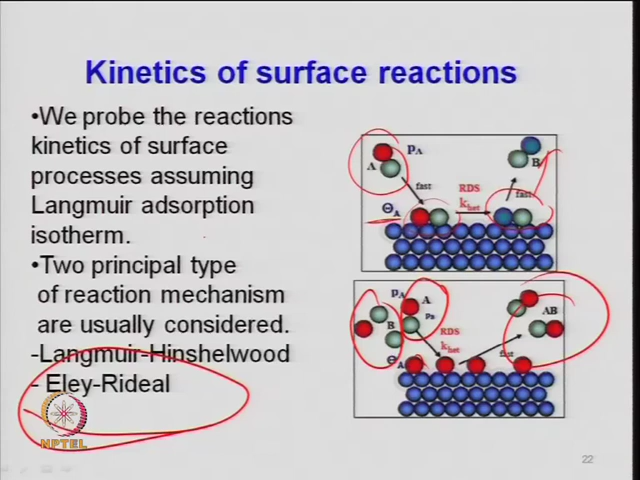 Kinetics of surface reactions
•We probe the reactions
kinetics of surface
processes assuming
Langmuir adsorption
isotherm.
•Two principal type
of reaction mechanism
are usually considered.
-Langmuir-Hinshelwood
- Eley-Rideal
NPTEL
pA
A
B
fast
RDS
fast
khet
ΘA
pA
A
B
pB
RDS
khet
fast
AB
ΘA
22